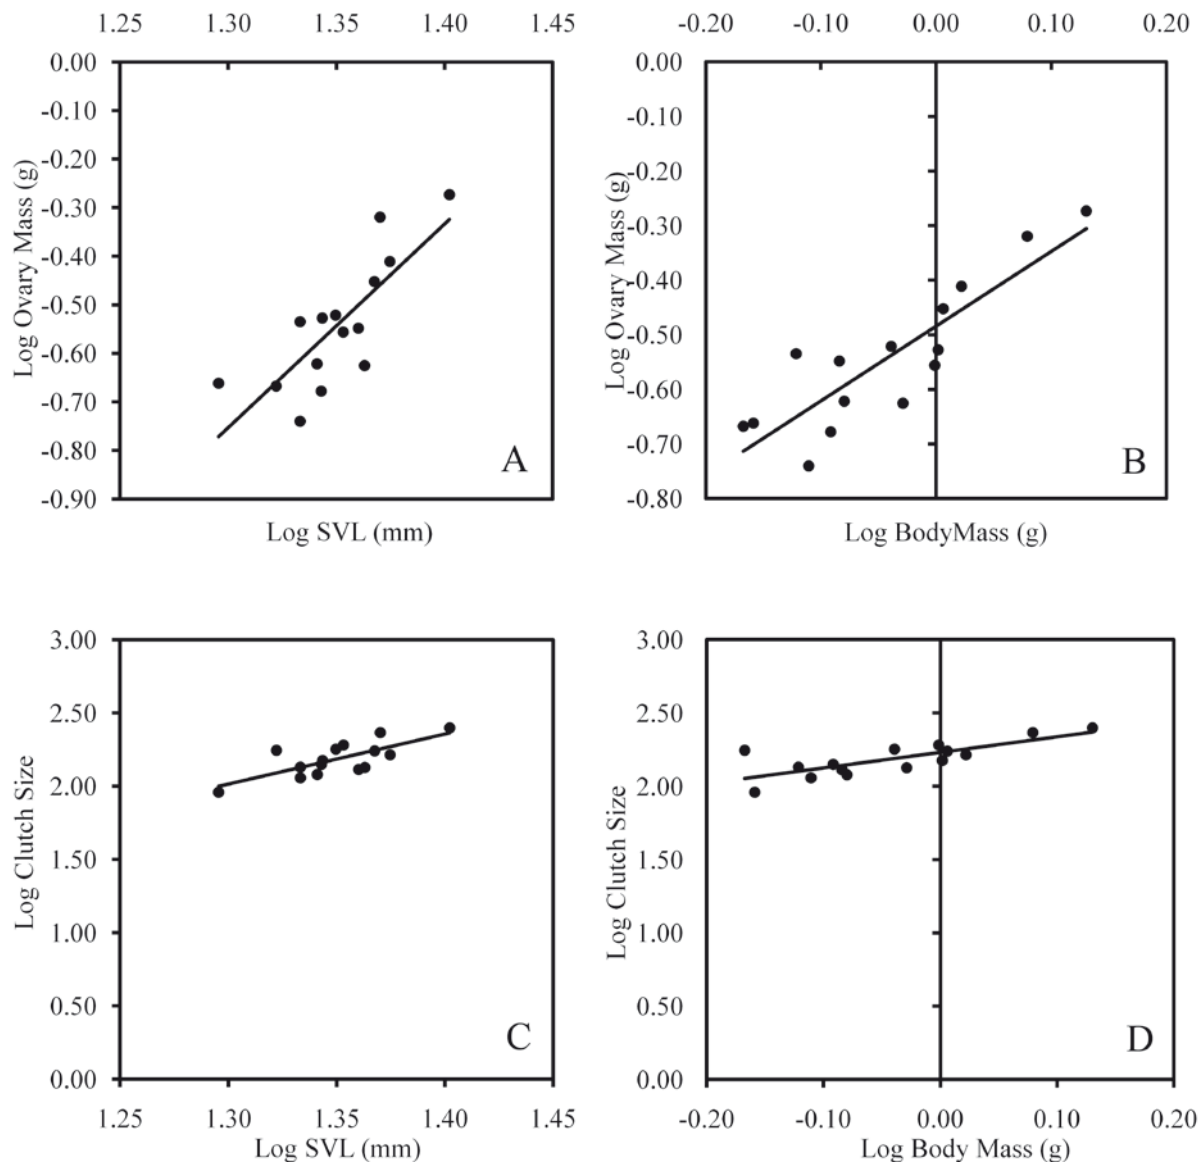 1.25 1.30 1.35 1.40 1.45
0.00
-0.10
-0.20
-0.30
-0.40
-0.50
-0.60
-0.70
-0.80
-0.90
Log Ovary Mass (g)
A
Log SVL (mm)
-0.20 -0.10 0.00 0.10 0.20
0.00
-0.10
-0.20
-0.30
-0.40
-0.50
-0.60
-0.70
-0.80
Log Ovary Mass (g)
B
Log BodyMass (g)
3.00
2.50
2.00
1.50
1.00
0.50
0.00
Log Clutch Size
C
1.25 1.30 1.35 1.40 1.45
Log SVL (mm)
3.00
2.50
2.00
1.50
1.00
0.50
0.00
Log Clutch Size
D
-0.20 -0.10 0.00 0.10 0.20
Log Body Mass (g)